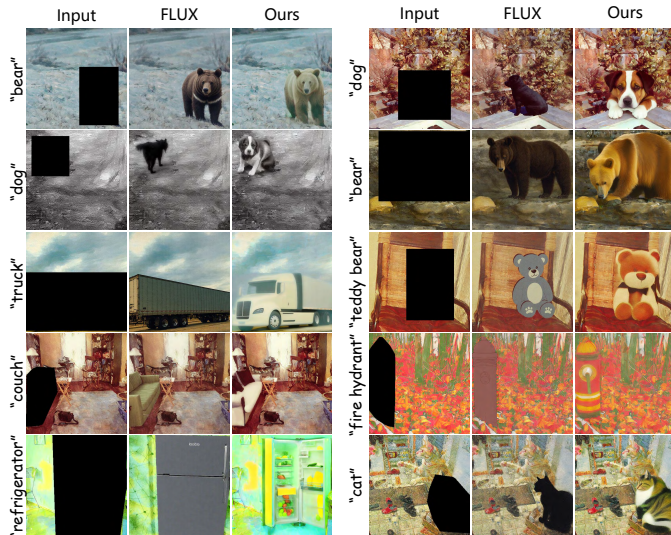 Input FLUX Ours
"bear"
"dog"
"truck"
"couch"
"refrigerator"
Input FLUX Ours
"dog"
"bear"
"teddy bear"
"fire hydrant"
"cat"